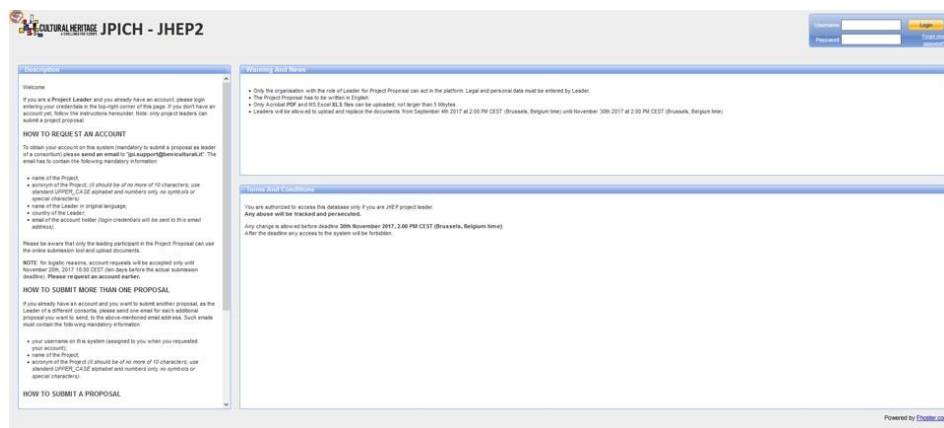 CULTURAL HERITAGE JPICH - JHEP2
A CHALLENGE FOR EUROPE
Username
Login
Password
Description
Welcome
If you are a Project Leader and you already have an account, please login
entering your credentials in the top-right corner of this page. If you don't have an
account yet, follow the instructions hereunder. Note: only project leaders can
submit a project proposal.
HOW TO REQUEST AN ACCOUNT
To obtain your account on this system (mandatory to submit a proposal as leader
of a consortium) please send an email to "jpi.support@beniculturali.it". The
email has to contain the following mandatory information:
• name of the Project;
• acronym of the Project; (it should be of no more of 10 characters; use
standard UPPER_CASE alphabet and numbers only, no symbols or
special characters)
• name of the Leader in original language;
• country of the Leader;
• email of the account holder (login credentials will be sent to this email
address).
Please be aware that only the leading participant in the Project Proposal can use
the online submission tool and upload documents.
NOTE: for logistic reasons, account requests will be accepted only until
November 20th, 2017 18:00 CEST (ten days before the actual submission
deadline). Please request an account earlier.
HOW TO SUBMIT MORE THAN ONE PROPOSAL
If you already have an account and you want to submit another proposal, as the
Leader of a different consortia, please send one email for each additional
proposal you want to send, to the above-mentioned email address. Such emails
must contain the following mandatory information:
• your username on this system (assigned to you when you requested
your account);
• name of the Project;
• acronym of the Project (it should be of no more of 10 characters; use
standard UPPER_CASE alphabet and numbers only, no symbols or
special characters).
HOW TO SUBMIT A PROPOSAL
Warning And News
• Only the organisation with the role of Leader for Project Proposal can act in the platform. Legal and personal data must be entered by Leader.
• The Project Proposal has to be written in English.
• Only Acrobat PDF and MS Excel XLS files can be uploaded, not larger than 5 Mbytes.
• Leaders will be allowed to upload and replace the documents from September 4th 2017 at 2:00 PM CEST (Brussels, Belgium time) until November 30th 2017 at 2:00 PM CEST (Brussels, Belgium time)
Terms And Conditions
You are authorized to access this database only if you are JHEP project leader.
Any abuse will be tracked and persecuted.
Any change is allowed before deadline 30th November 2017, 2.00 PM CEST (Brussels, Belgium time).
After the deadline any access to the system will be forbidden.
Powered by Fhoster.co